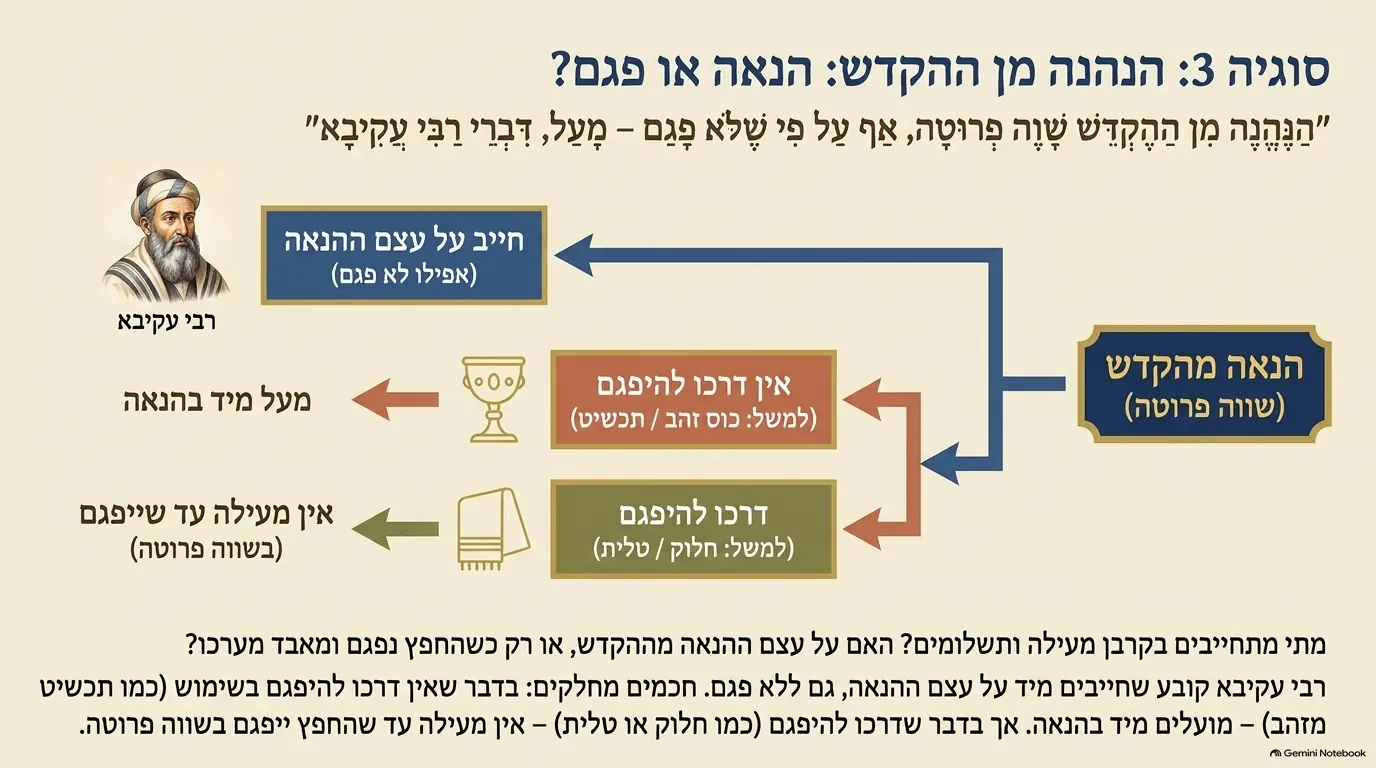 סוגיה 3: הנהנה מן ההקדש: הנאה או פגם?
"הַנֶּהֱנֶה מִן הַהֶקְדֵּשׁ שָׁוֶה פְרוּטָה, אַף עַל פִּי שֶׁלֹּא פָגַם – מָעַל, דִּבְרֵי רַבִּי עֲקִיבָא"
חייב על עצם ההנאה
(אפילו לא פגם)
רבי עקיבא
הנאה מהקדש
(שווה פרוטה)
אין דרכו להיפגם
(למשל: כוס זהב / תכשיט)
מעל מיד בהנאה
דרכו להיפגם
(למשל: חלוק / טלית)
אין מעילה עד שייפגם
(בשווה פרוטה)
מתי מתחייבים בקרבן מעילה ותשלומים? האם על עצם ההנאה מההקדש, או רק כשהחפץ נפגם ומאבד מערכו?
רבי עקיבא קובע שחייבים מיד על עצם ההנאה, גם ללא פגם. חכמים מחלקים: בדבר שאין דרכו להיפגם בשימוש (כמו תכשיט
מזהב) – מועלים מיד בהנאה. אך בדבר שדרכו להיפגם (כמו חלוק או טלית) – אין מעילה עד שהחפץ ייפגם בשווה פרוטה.
Gemini Notebook